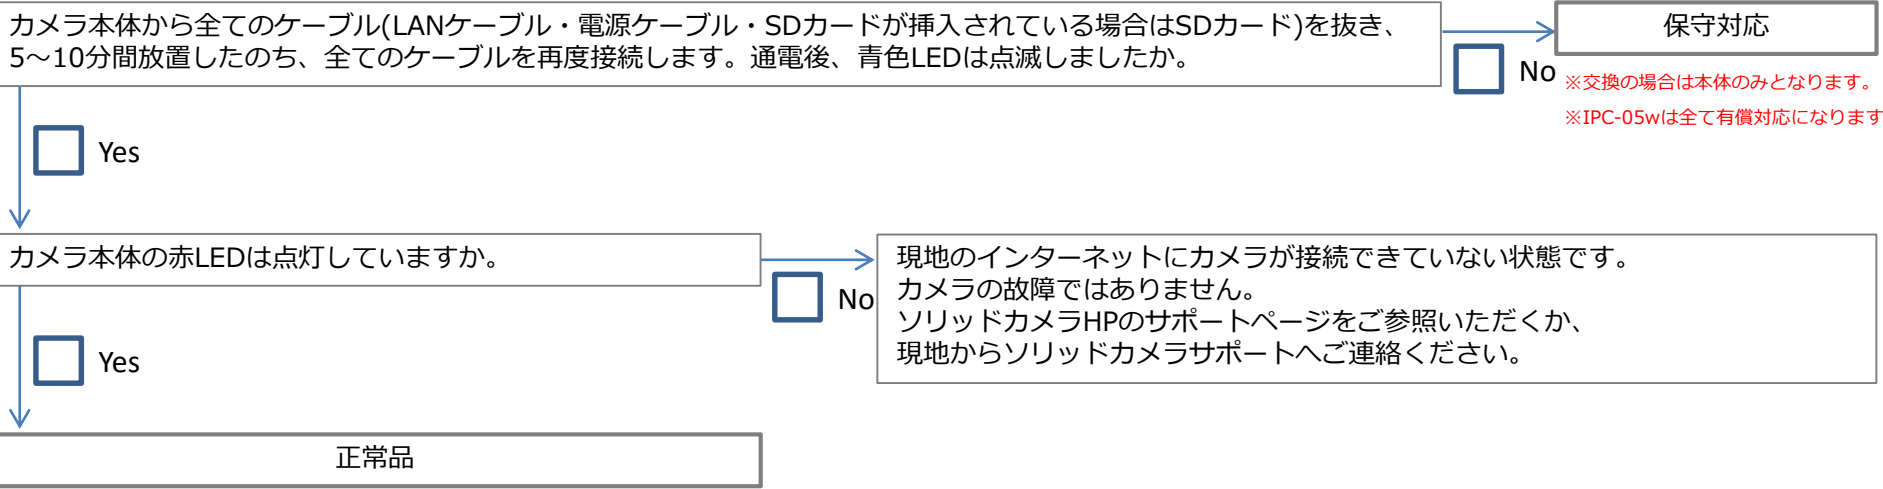 カメラ本体から全てのケーブル(LANケーブル・電源ケーブル・SDカードが挿入されている場合はSDカード)を抜き、
5～10分間放置したのち、全てのケーブルを再度接続します。通電後、青色LEDは点滅しましたか。
No
保守対応
※交換の場合は本体のみとなります。
※IPC-05wは全て有償対応になります
Yes
カメラ本体の赤LEDは点灯していますか。
No
現地のインターネットにカメラが接続できていない状態です。
カメラの故障ではありません。
ソリッドカメラHPのサポートページをご参照いただくか、
現地からソリッドカメラサポートへご連絡ください。
Yes
正常品